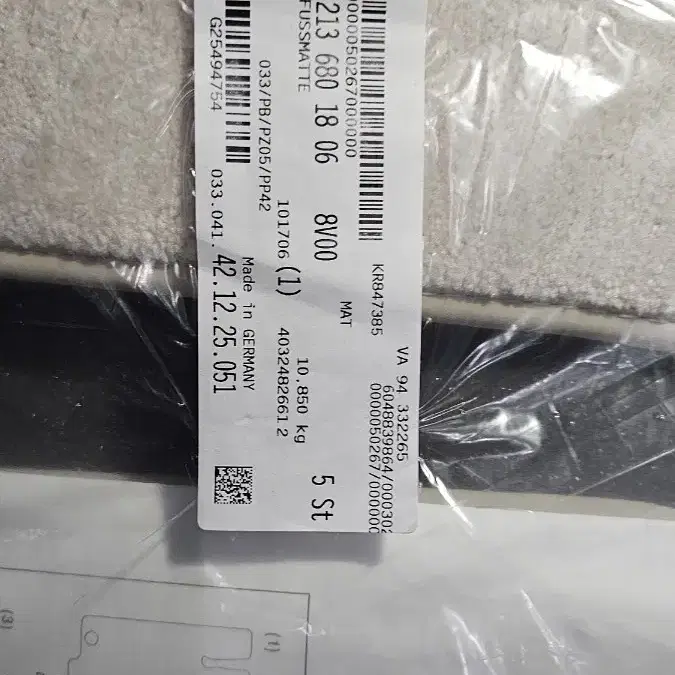 VA 94 332265
6048839864/000302
0000050267/000000
KR847385
0000050267000000
MAT
213 680 18 06 8V00
FUSSMATTE
5 St
10.850 kg
101706 (1) 4032482661 2
033/PB/PZ05/PP42
Made in GERMANY
G25494754 033.041.42.12.25.051
(1)
(3)